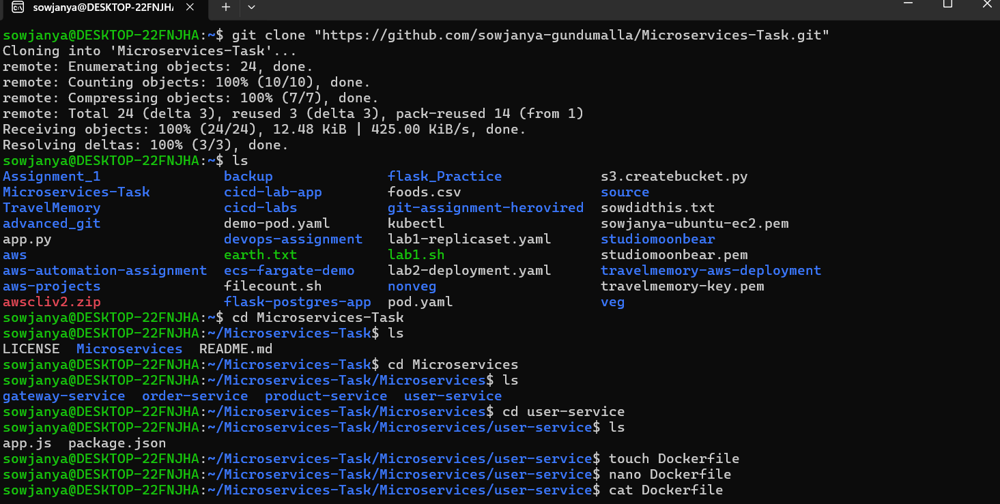 sowjanya@DESKTOP-22FNJH
sowjanya@DESKTOP-22FNJHA:~$ git clone "https://github.com/sowjanya-gundumalla/Microservices-Task.git"
Cloning into 'Microservices-Task'...
remote: Enumerating objects: 24, done.
remote: Counting objects: 100% (10/10), done.
remote: Compressing objects: 100% (7/7), done.
remote: Total 24 (delta 3), reused 3 (delta 3), pack-reused 14 (from 1)
Receiving objects: 100% (24/24), 12.48 KiB | 425.00 KiB/s, done.
Resolving deltas: 100% (3/3), done.
sowjanya@DESKTOP-22FNJHA:~$ ls
Assignment_1 backup flask_Practice s3.createbucket.py
Microservices-Task cicd-lab-app foods.csv source
TravelMemory cicd-labs git-assignment-herovired sowdidthis.txt
advanced_git demo-pod.yaml kubectl sowjanya-ubuntu-ec2.pem
app.py devops-assignment lab1-replicaset.yaml studiomoonbear
aws earth.txt lab1.sh studiomoonbear.pem
aws-automation-assignment ecs-fargate-demo lab2-deployment.yaml travelmemory-aws-deployment
aws-projects filecount.sh nonveg travelmemory-key.pem
awscliv2.zip flask-postgres-app pod.yaml veg
sowjanya@DESKTOP-22FNJHA:~$ cd Microservices-Task
sowjanya@DESKTOP-22FNJHA:~/Microservices-Task$ ls
LICENSE Microservices README.md
sowjanya@DESKTOP-22FNJHA:~/Microservices-Task$ cd Microservices
sowjanya@DESKTOP-22FNJHA:~/Microservices-Task/Microservices$ ls
gateway-service order-service product-service user-service
sowjanya@DESKTOP-22FNJHA:~/Microservices-Task/Microservices$ cd user-service
sowjanya@DESKTOP-22FNJHA:~/Microservices-Task/Microservices/user-service$ ls
app.js package.json
sowjanya@DESKTOP-22FNJHA:~/Microservices-Task/Microservices/user-service$ touch Dockerfile
sowjanya@DESKTOP-22FNJHA:~/Microservices-Task/Microservices/user-service$ nano Dockerfile
sowjanya@DESKTOP-22FNJHA:~/Microservices-Task/Microservices/user-service$ cat Dockerfile